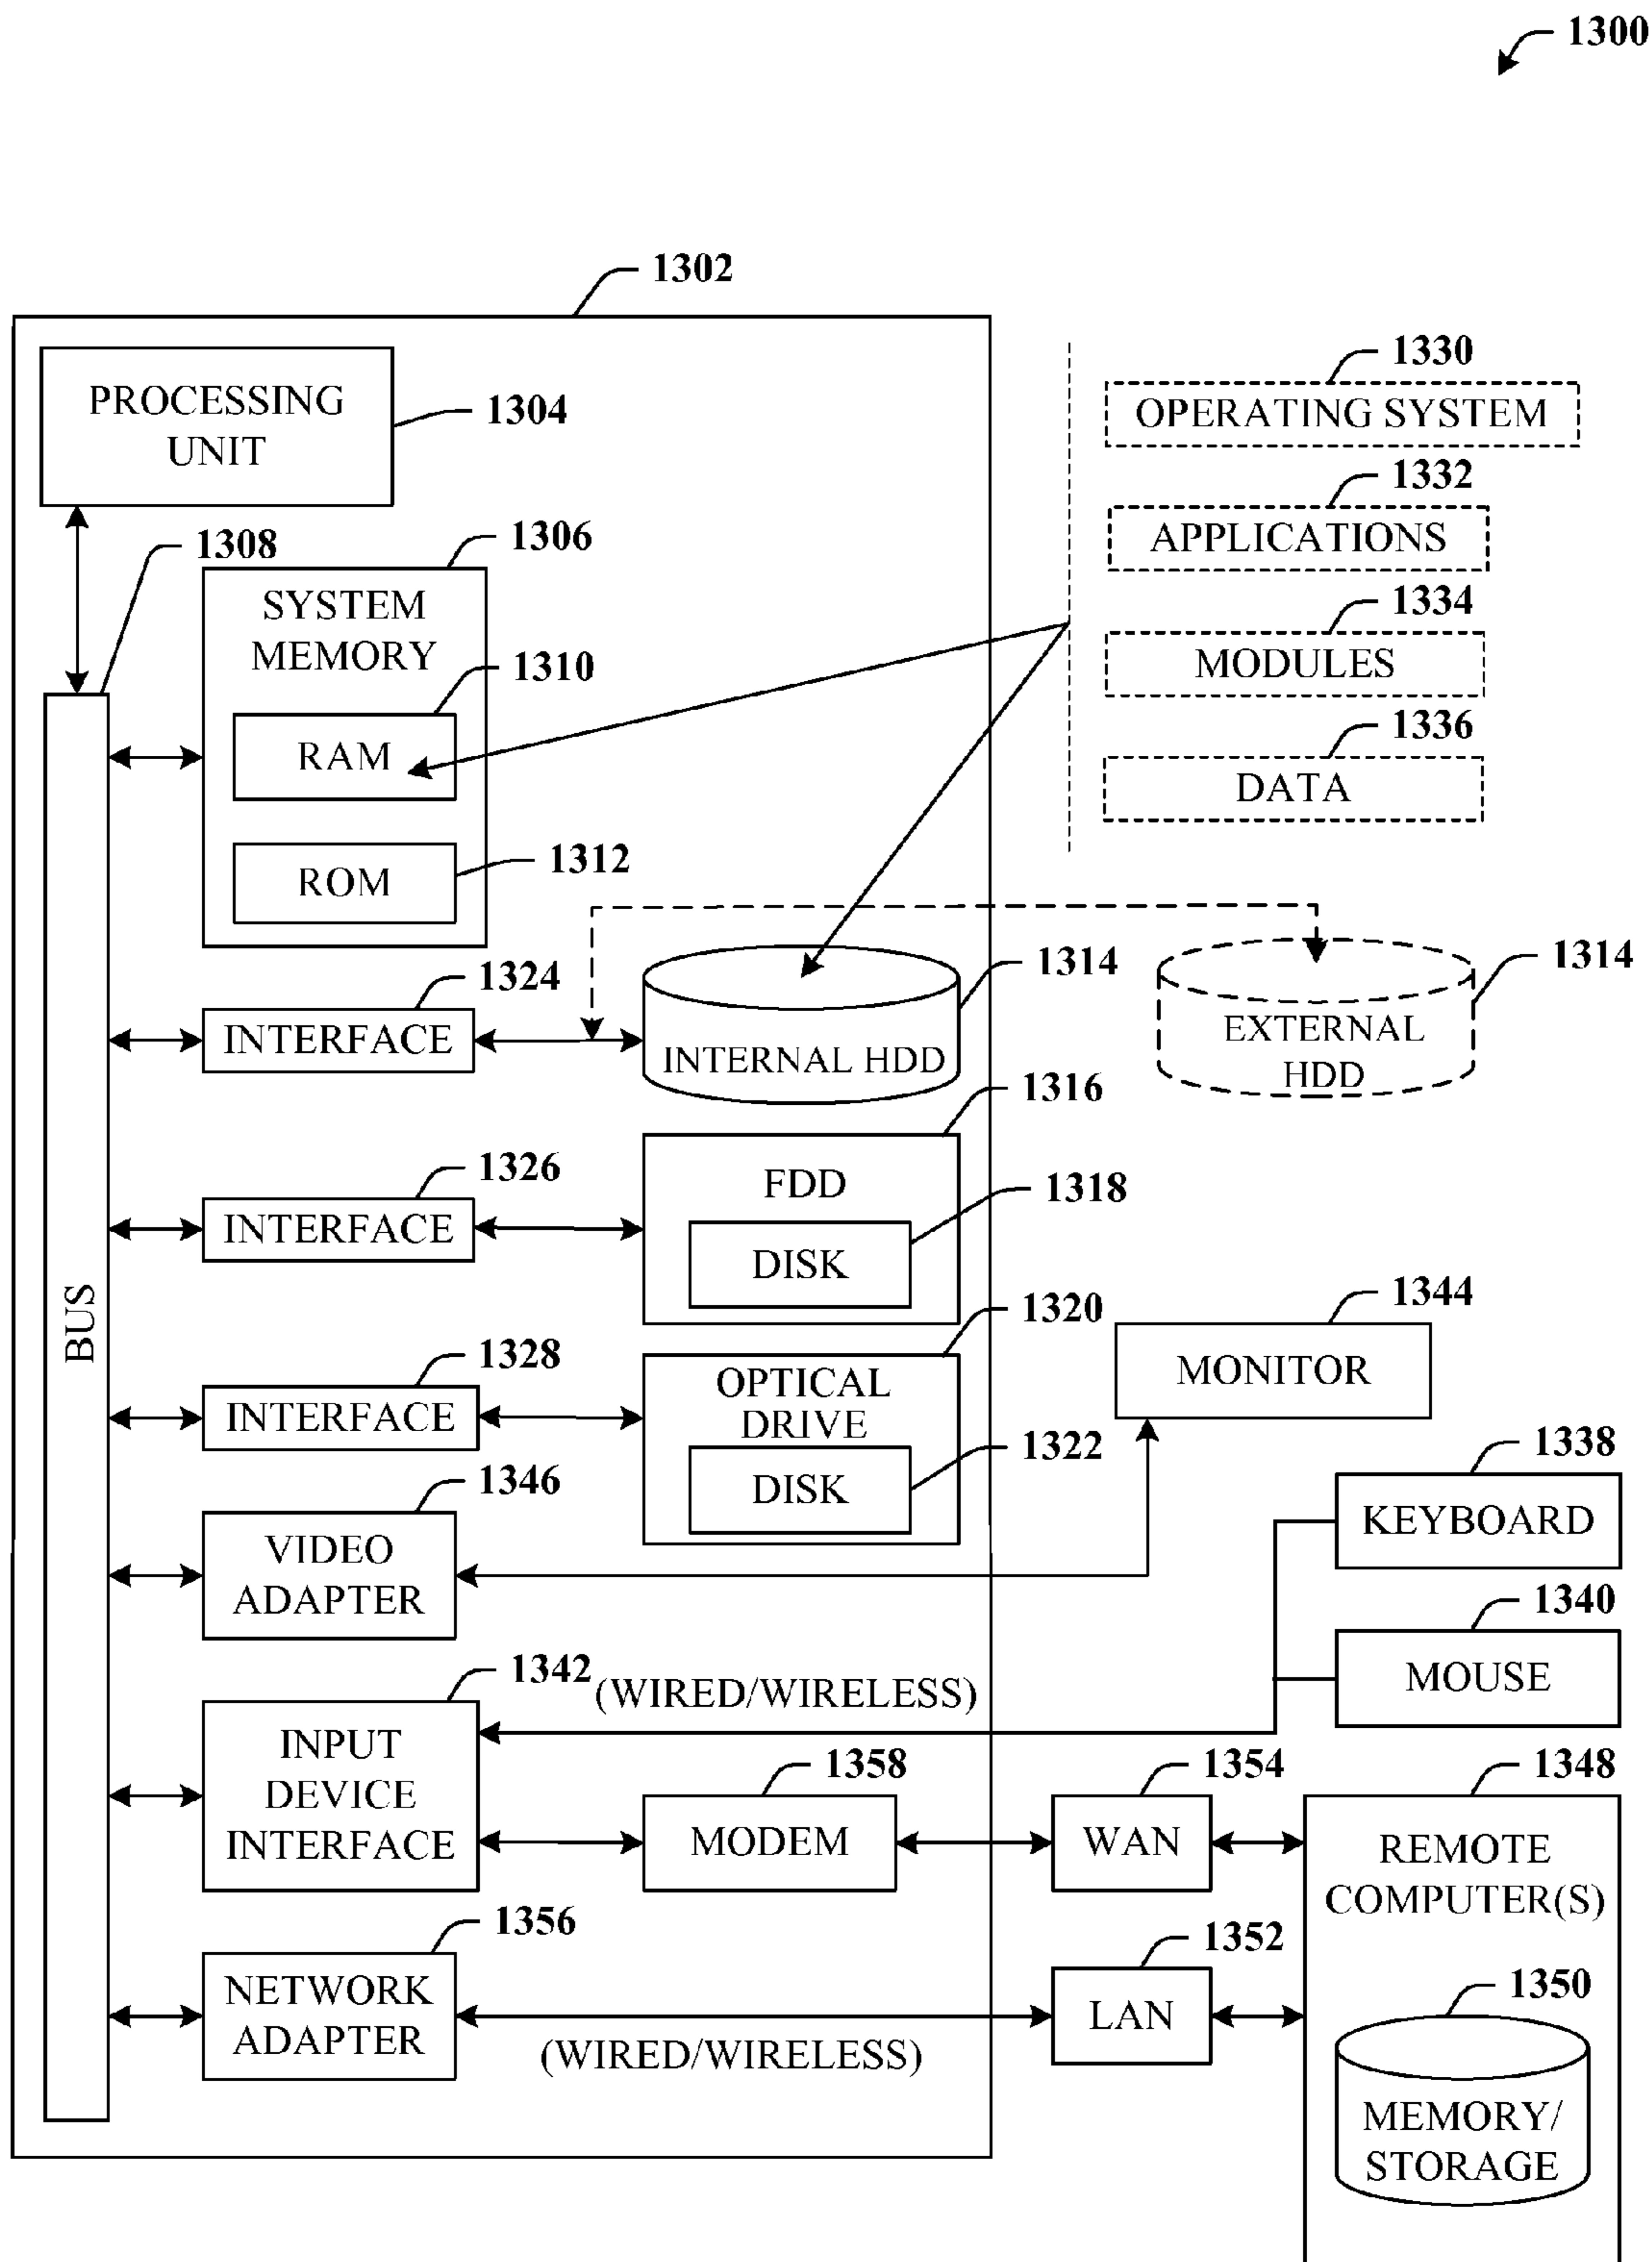 1300
1302
PROCESSING
UNIT
1304
1308
1306
SYSTEM
MEMORY
1310
RAM
1312
ROM
1330
OPERATING SYSTEM
1332
APPLICATIONS
1334
MODULES
1336
DATA
1324
INTERFACE
1314
INTERNAL HDD
1314
EXTERNAL
HDD
1316
1326
INTERFACE
FDD
1318
DISK
BUS
1320
1328
INTERFACE
OPTICAL
DRIVE
1322
DISK
1344
MONITOR
1346
VIDEO
ADAPTER
1338
KEYBOARD
1340
MOUSE
1342
(WIRED/WIRELESS)
INPUT
DEVICE
INTERFACE
1358
MODEM
1354
WAN
1348
REMOTE
COMPUTER(S)
1356
NETWORK
ADAPTER
(WIRED/WIRELESS)
1352
LAN
1350
MEMORY/
STORAGE